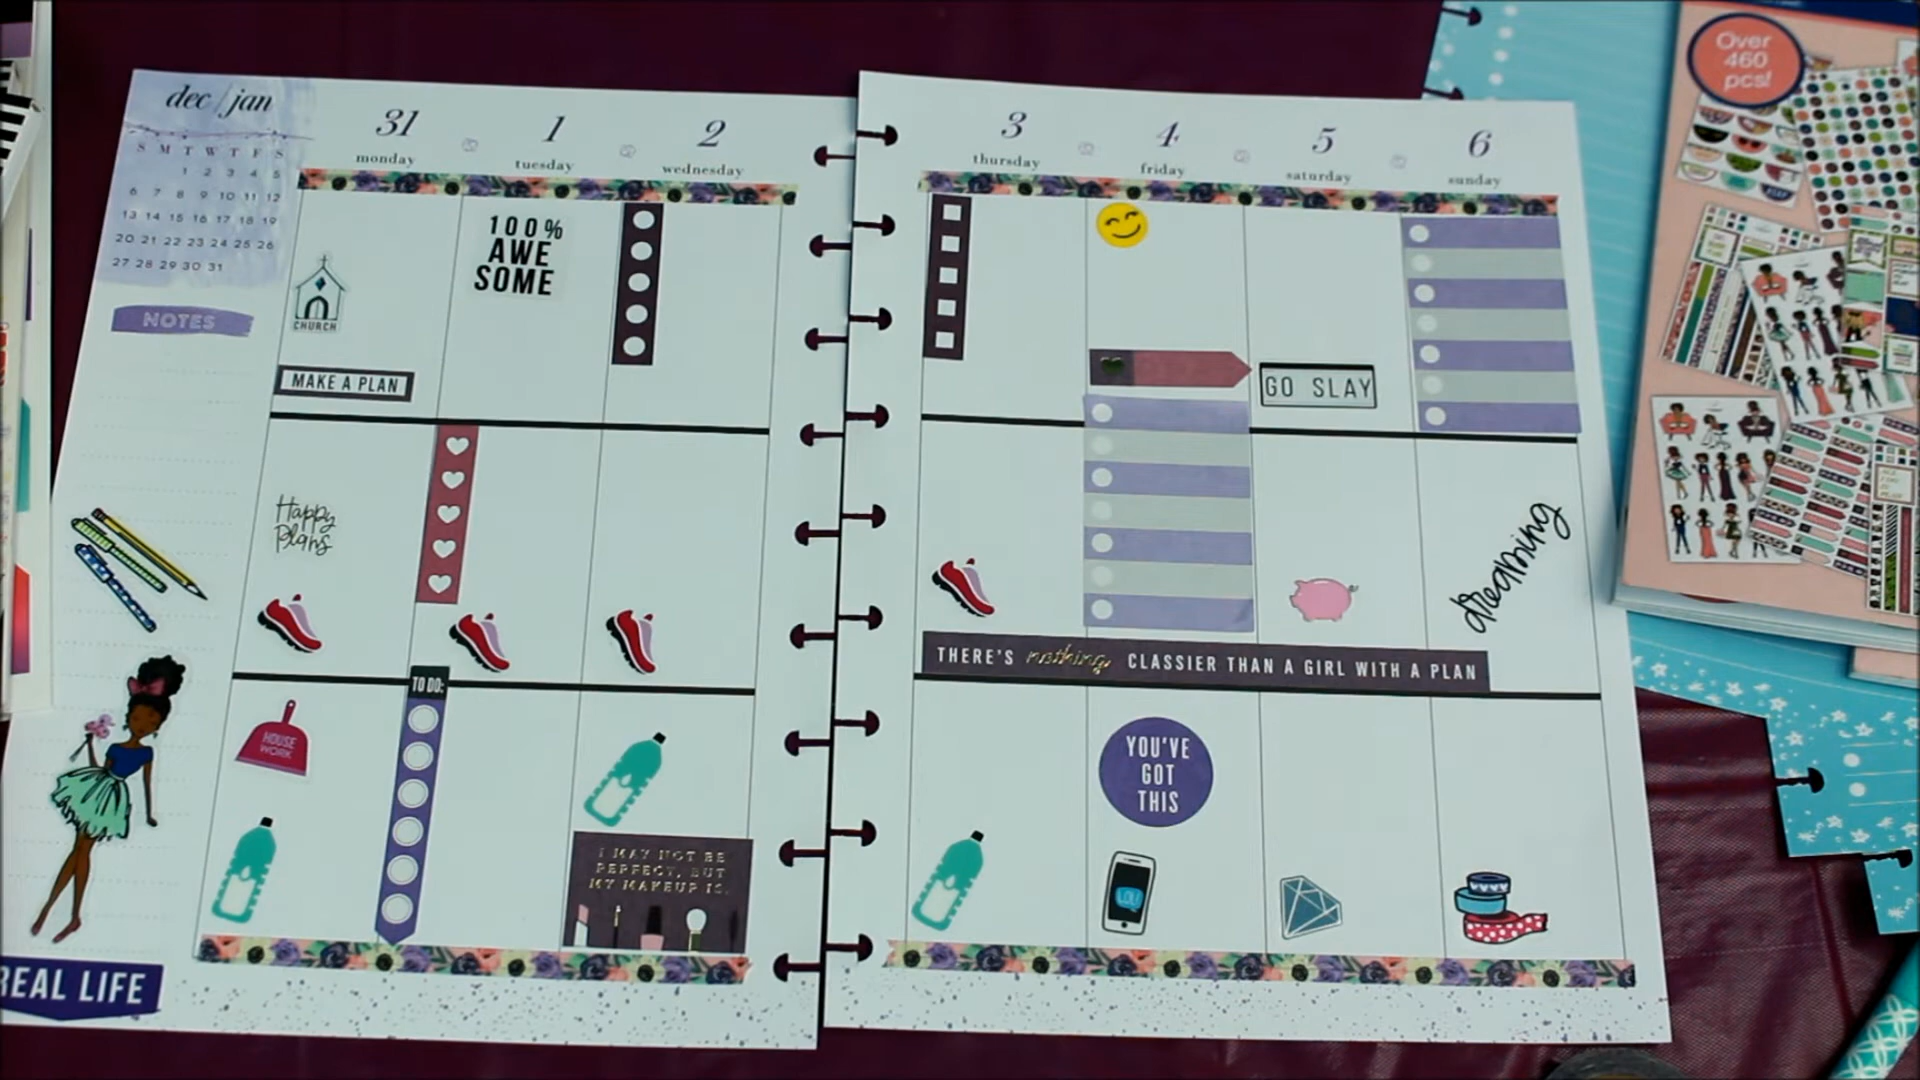 dec/jan
S M T W T F S
1 2 3 4 5
6 7 8 9 10 11 12
13 14 15 16 17 18 19
20 21 22 23 24 25 26
27 28 29 30 31
NOTES
REAL LIFE
31
monday
1
tuesday
2
wednesday
CHURCH
MAKE A PLAN
100%
AWE
SOME
Happy
Plans
HOUSE
WORK
TO DO:
I MAY NOT BE
PERFECT, BUT
MY MAKEUP IS.
3
thursday
4
friday
5
saturday
6
sunday
GO SLAY
dreaming
THERE'S nothing CLASSIER THAN A GIRL WITH A PLAN
YOU'VE
GOT
THIS
LOL!
Over
460
pcs!